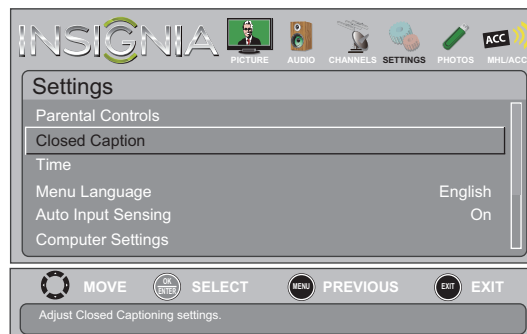 INSIGNIA
PICTURE AUDIO CHANNELS SETTINGS PHOTOS MHL/ACC
ACC
Settings
Parental Controls
Closed Caption
Time
Menu Language English
Auto Input Sensing On
Computer Settings
MOVE OK ENTER SELECT MENU PREVIOUS EXIT EXIT
Adjust Closed Captioning settings.